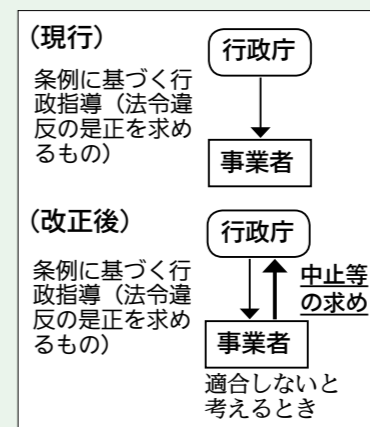 （現行）
行政庁
条例に基づく行
政指導（法令違
反の是正を求め
るもの）
事業者
（改正後）
行政庁
条例に基づく行
政指導（法令違
反の是正を求め
るもの）
中止等
の求め
事業者
適合しないと
考えるとき